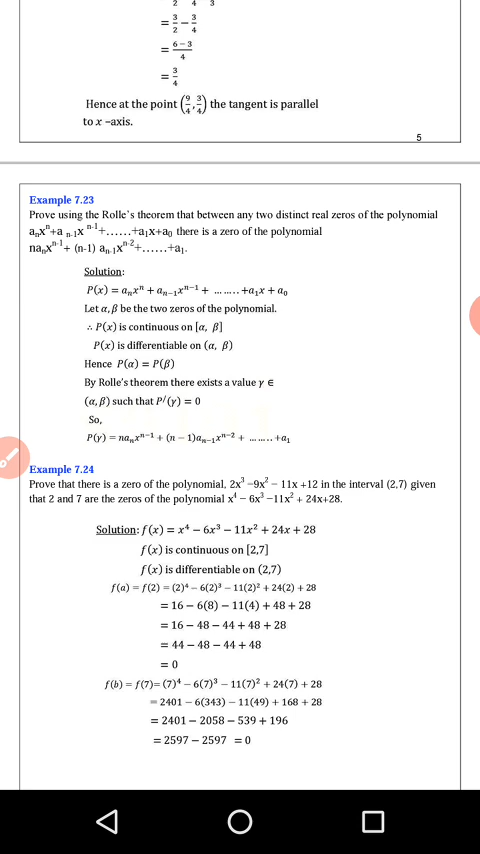 2 4 3
= 3/2 − 3/4
= 6−3/4
= 3/4
Hence at the point (9/4, 3/4) the tangent is parallel
to x –axis.
5
Example 7.23
Prove using the Rolle's theorem that between any two distinct real zeros of the polynomial
aₙxⁿ+a ₙ₋₁x ⁿ⁻¹+……+a₁x+a₀ there is a zero of the polynomial
naₙxⁿ⁻¹+ (n-1) aₙ₋₁xⁿ⁻²+……+a₁.
Solution:
P(x) = aₙxⁿ + aₙ₋₁xⁿ⁻¹ + ........ +a₁x + a₀
Let α, β be the two zeros of the polynomial.
∴ P(x) is continuous on [α, β]
P(x) is differentiable on (α, β)
Hence P(α) = P(β)
By Rolle's theorem there exists a value γ ∈
(α, β) such that P/(γ) = 0
So,
P(γ) = naₙxⁿ⁻¹ + (n − 1)aₙ₋₁xⁿ⁻² + ........ +a₁
Example 7.24
Prove that there is a zero of the polynomial, 2x³ –9x² – 11x +12 in the interval (2,7) given
that 2 and 7 are the zeros of the polynomial x⁴ – 6x³ –11x² + 24x+28.
Solution: f(x) = x⁴ − 6x³ − 11x² + 24x + 28
f(x) is continuous on [2,7]
f(x) is differentiable on (2,7)
f(a) = f(2) = (2)⁴ − 6(2)³ − 11(2)² + 24(2) + 28
= 16 − 6(8) − 11(4) + 48 + 28
= 16 − 48 − 44 + 48 + 28
= 44 − 48 − 44 + 48
= 0
f(b) = f(7)= (7)⁴ − 6(7)³ − 11(7)² + 24(7) + 28
= 2401 − 6(343) − 11(49) + 168 + 28
= 2401 − 2058 − 539 + 196
= 2597 − 2597 = 0